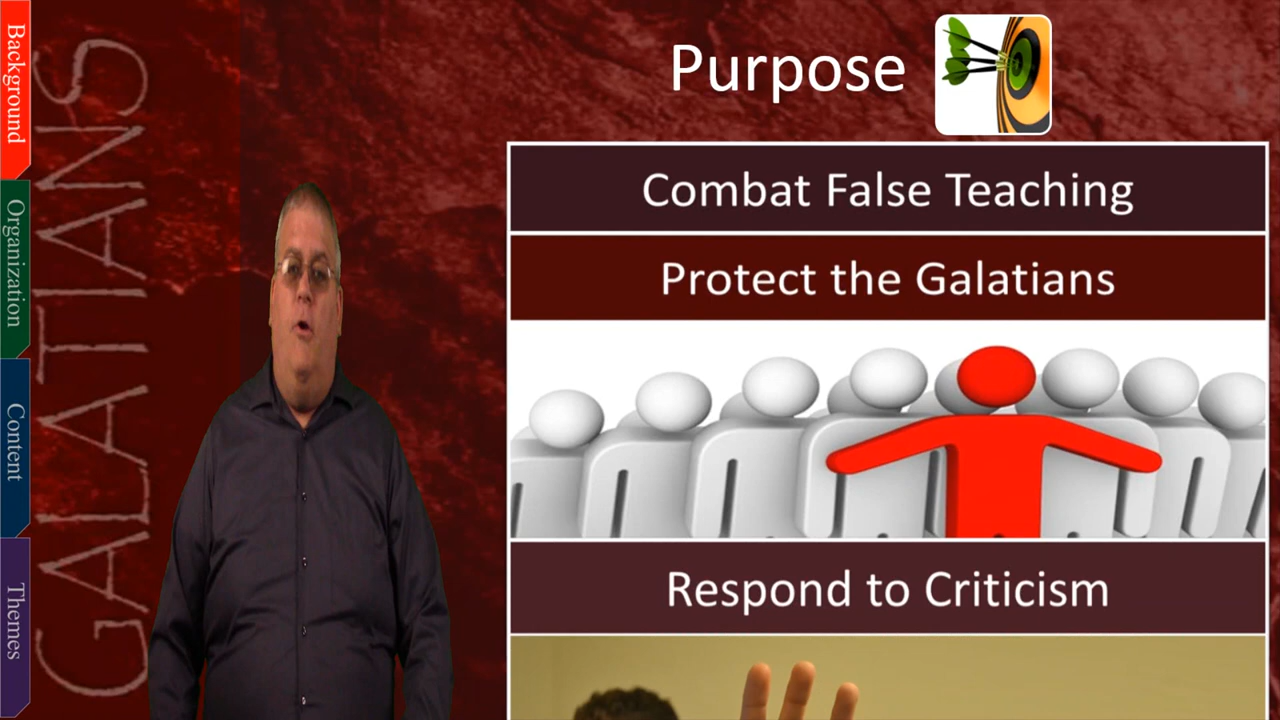 Background
Organization
Content
Themes
GALATIANS
Purpose
Combat False Teaching
Protect the Galatians
Respond to Criticism